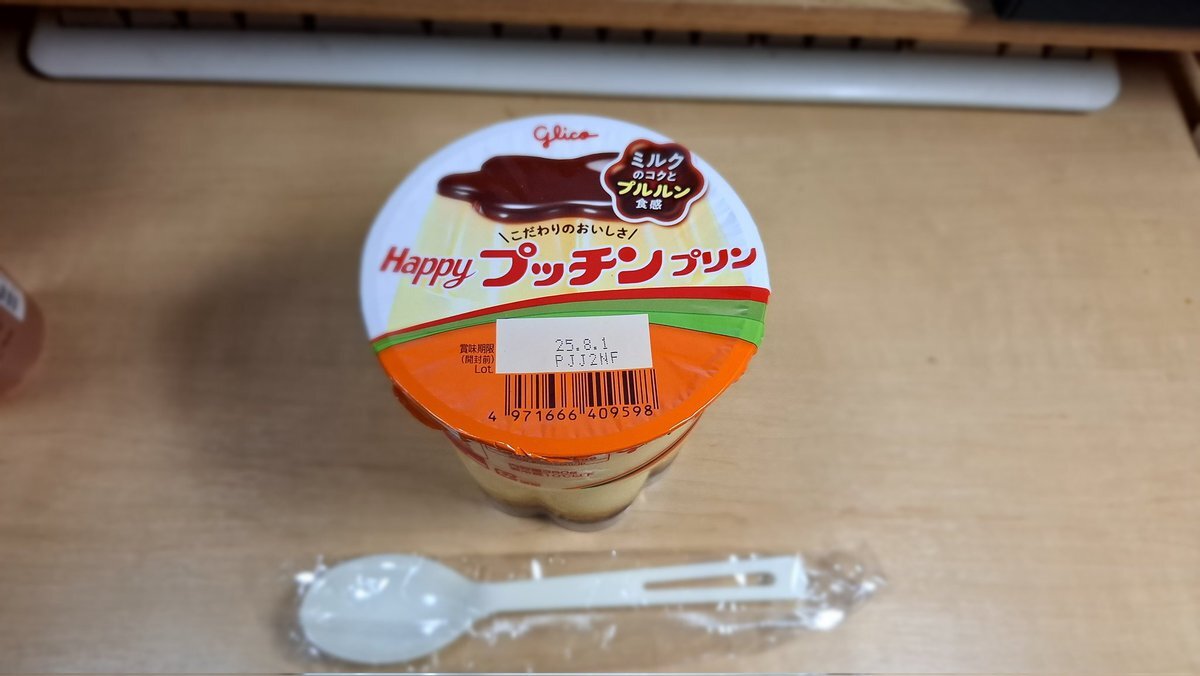 Glico
ミルク
のコクと
プルルン
食感
\こだわりのおいしさ/
Happy プッチンプリン
賞味期限
(開封前)
Lot.
25.8.1
PJJ2NF
4 971666 409598